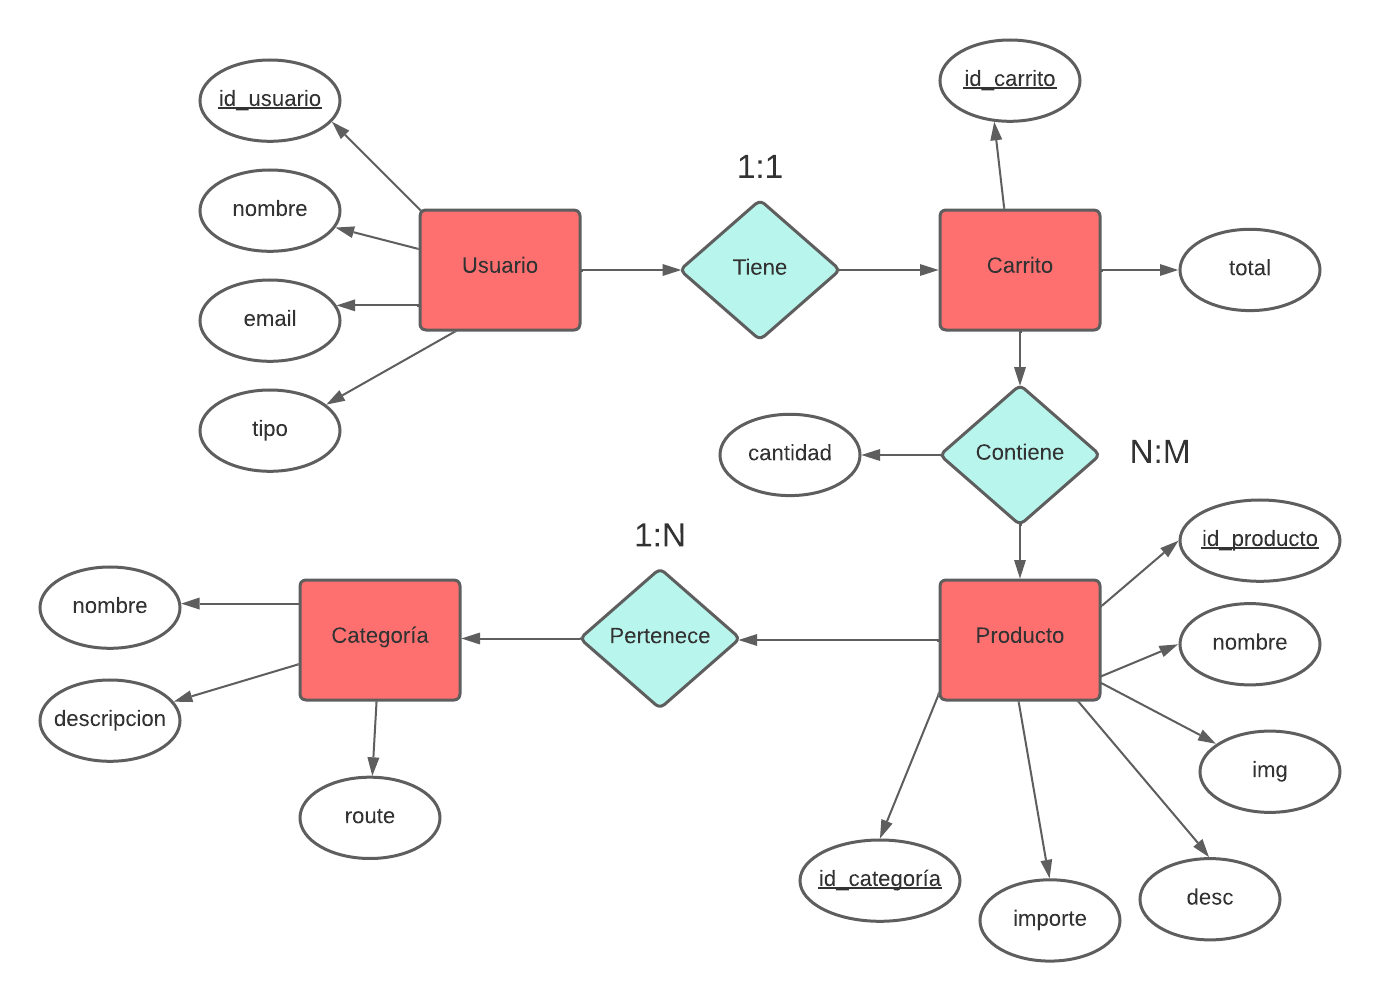 id_carrito
id_usuario
1:1
nombre
Usuario
Tiene
Carrito
total
email
tipo
cantidad
Contiene
N:M
1:N
id_producto
nombre
Categoría
Pertenece
Producto
nombre
descripcion
img
route
id_categoría
importe
desc